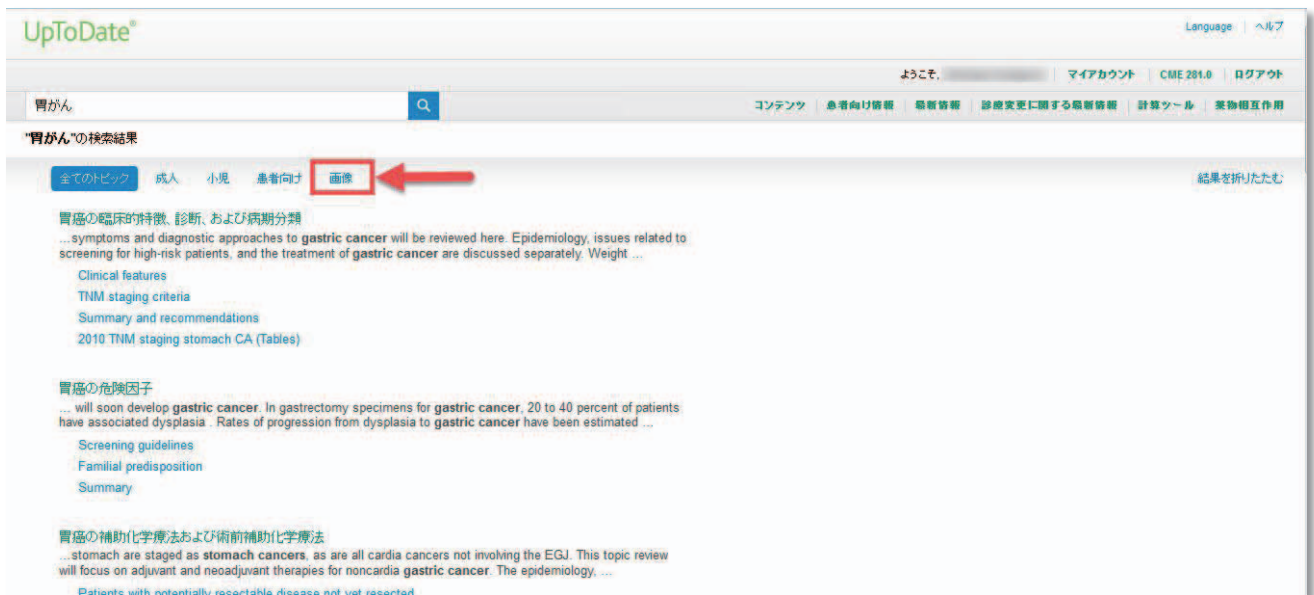 UpToDate®
Language | ヘルプ
ようこそ, | マイアカウント | CME 281.0 | ログアウト
胃がん
コンテンツ | 患者向け情報 | 最新情報 | 診療変更に関する最新情報 | 計算ツール | 薬物相互作用
"胃がん"の検索結果
全てのトピック 成人 小児 患者向け 画像 結果を折りたたむ
胃癌の臨床的特徴、診断、および病期分類
...symptoms and diagnostic approaches to gastric cancer will be reviewed here. Epidemiology, issues related to
screening for high-risk patients, and the treatment of gastric cancer are discussed separately. Weight ...
Clinical features
TNM staging criteria
Summary and recommendations
2010 TNM staging stomach CA (Tables)
胃癌の危険因子
... will soon develop gastric cancer. In gastrectomy specimens for gastric cancer, 20 to 40 percent of patients
have associated dysplasia . Rates of progression from dysplasia to gastric cancer have been estimated ...
Screening guidelines
Familial predisposition
Summary
胃癌の補助化学療法および術前補助化学療法
...stomach are staged as stomach cancers, as are all cardia cancers not involving the EGJ. This topic review
will focus on adjuvant and neoadjuvant therapies for noncardia gastric cancer. The epidemiology, ...
Patients with potentially resectable disease not yet resected